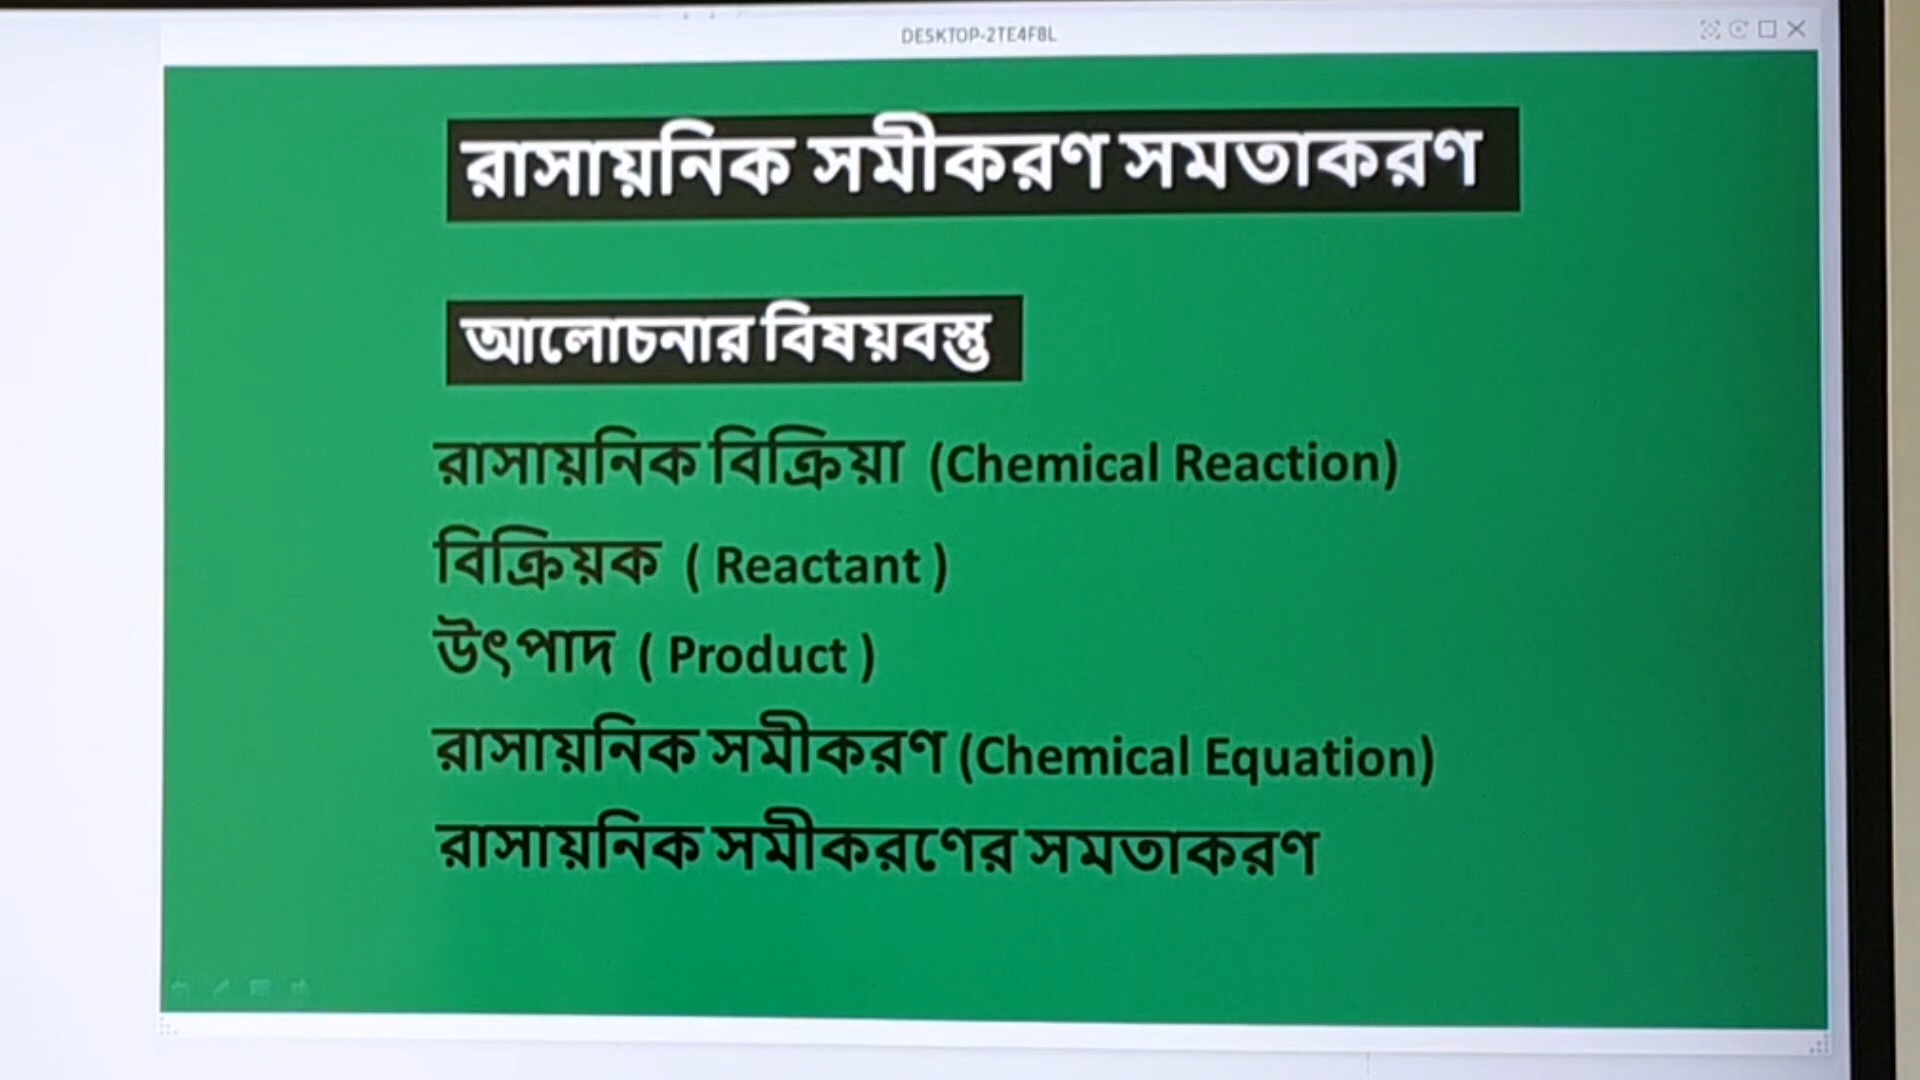 DESKTOP-2TE4F8L
রাসায়নিক সমীকরণ সমতাকরণ
আলোচনার বিষয়বস্তু
রাসায়নিক বিক্রিয়া (Chemical Reaction)
বিক্রিয়ক ( Reactant )
উৎপাদ ( Product )
রাসায়নিক সমীকরণ (Chemical Equation)
রাসায়নিক সমীকরণের সমতাকরণ